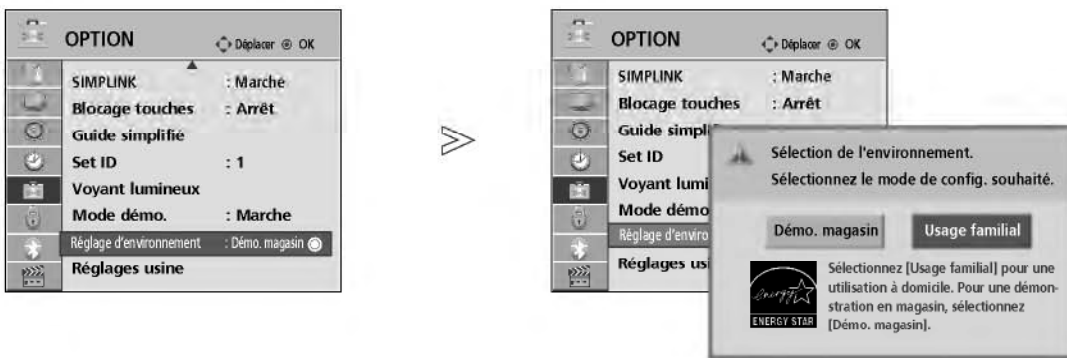 OPTION
Déplacer OK
SIMPLINK : Marche
Blocage touches : Arrêt
Guide simplifié
Set ID : 1
Voyant lumineux
Mode démo. : Marche
Réglage d'environnement : Démo. magasin
Réglages usine
OPTION
Déplacer OK
SIMPLINK : Marche
Blocage touches : Arrêt
Guide simpli
Set ID
Voyant lumi
Mode démo
Réglage d'enviro
Réglages usi
Sélection de l'environnement.
Sélectionnez le mode de config. souhaité.
Démo. magasin
Usage familial
energy
ENERGY STAR
Sélectionnez [Usage familial] pour une
utilisation à domicile. Pour une démon-
stration en magasin, sélectionnez
[Démo. magasin].